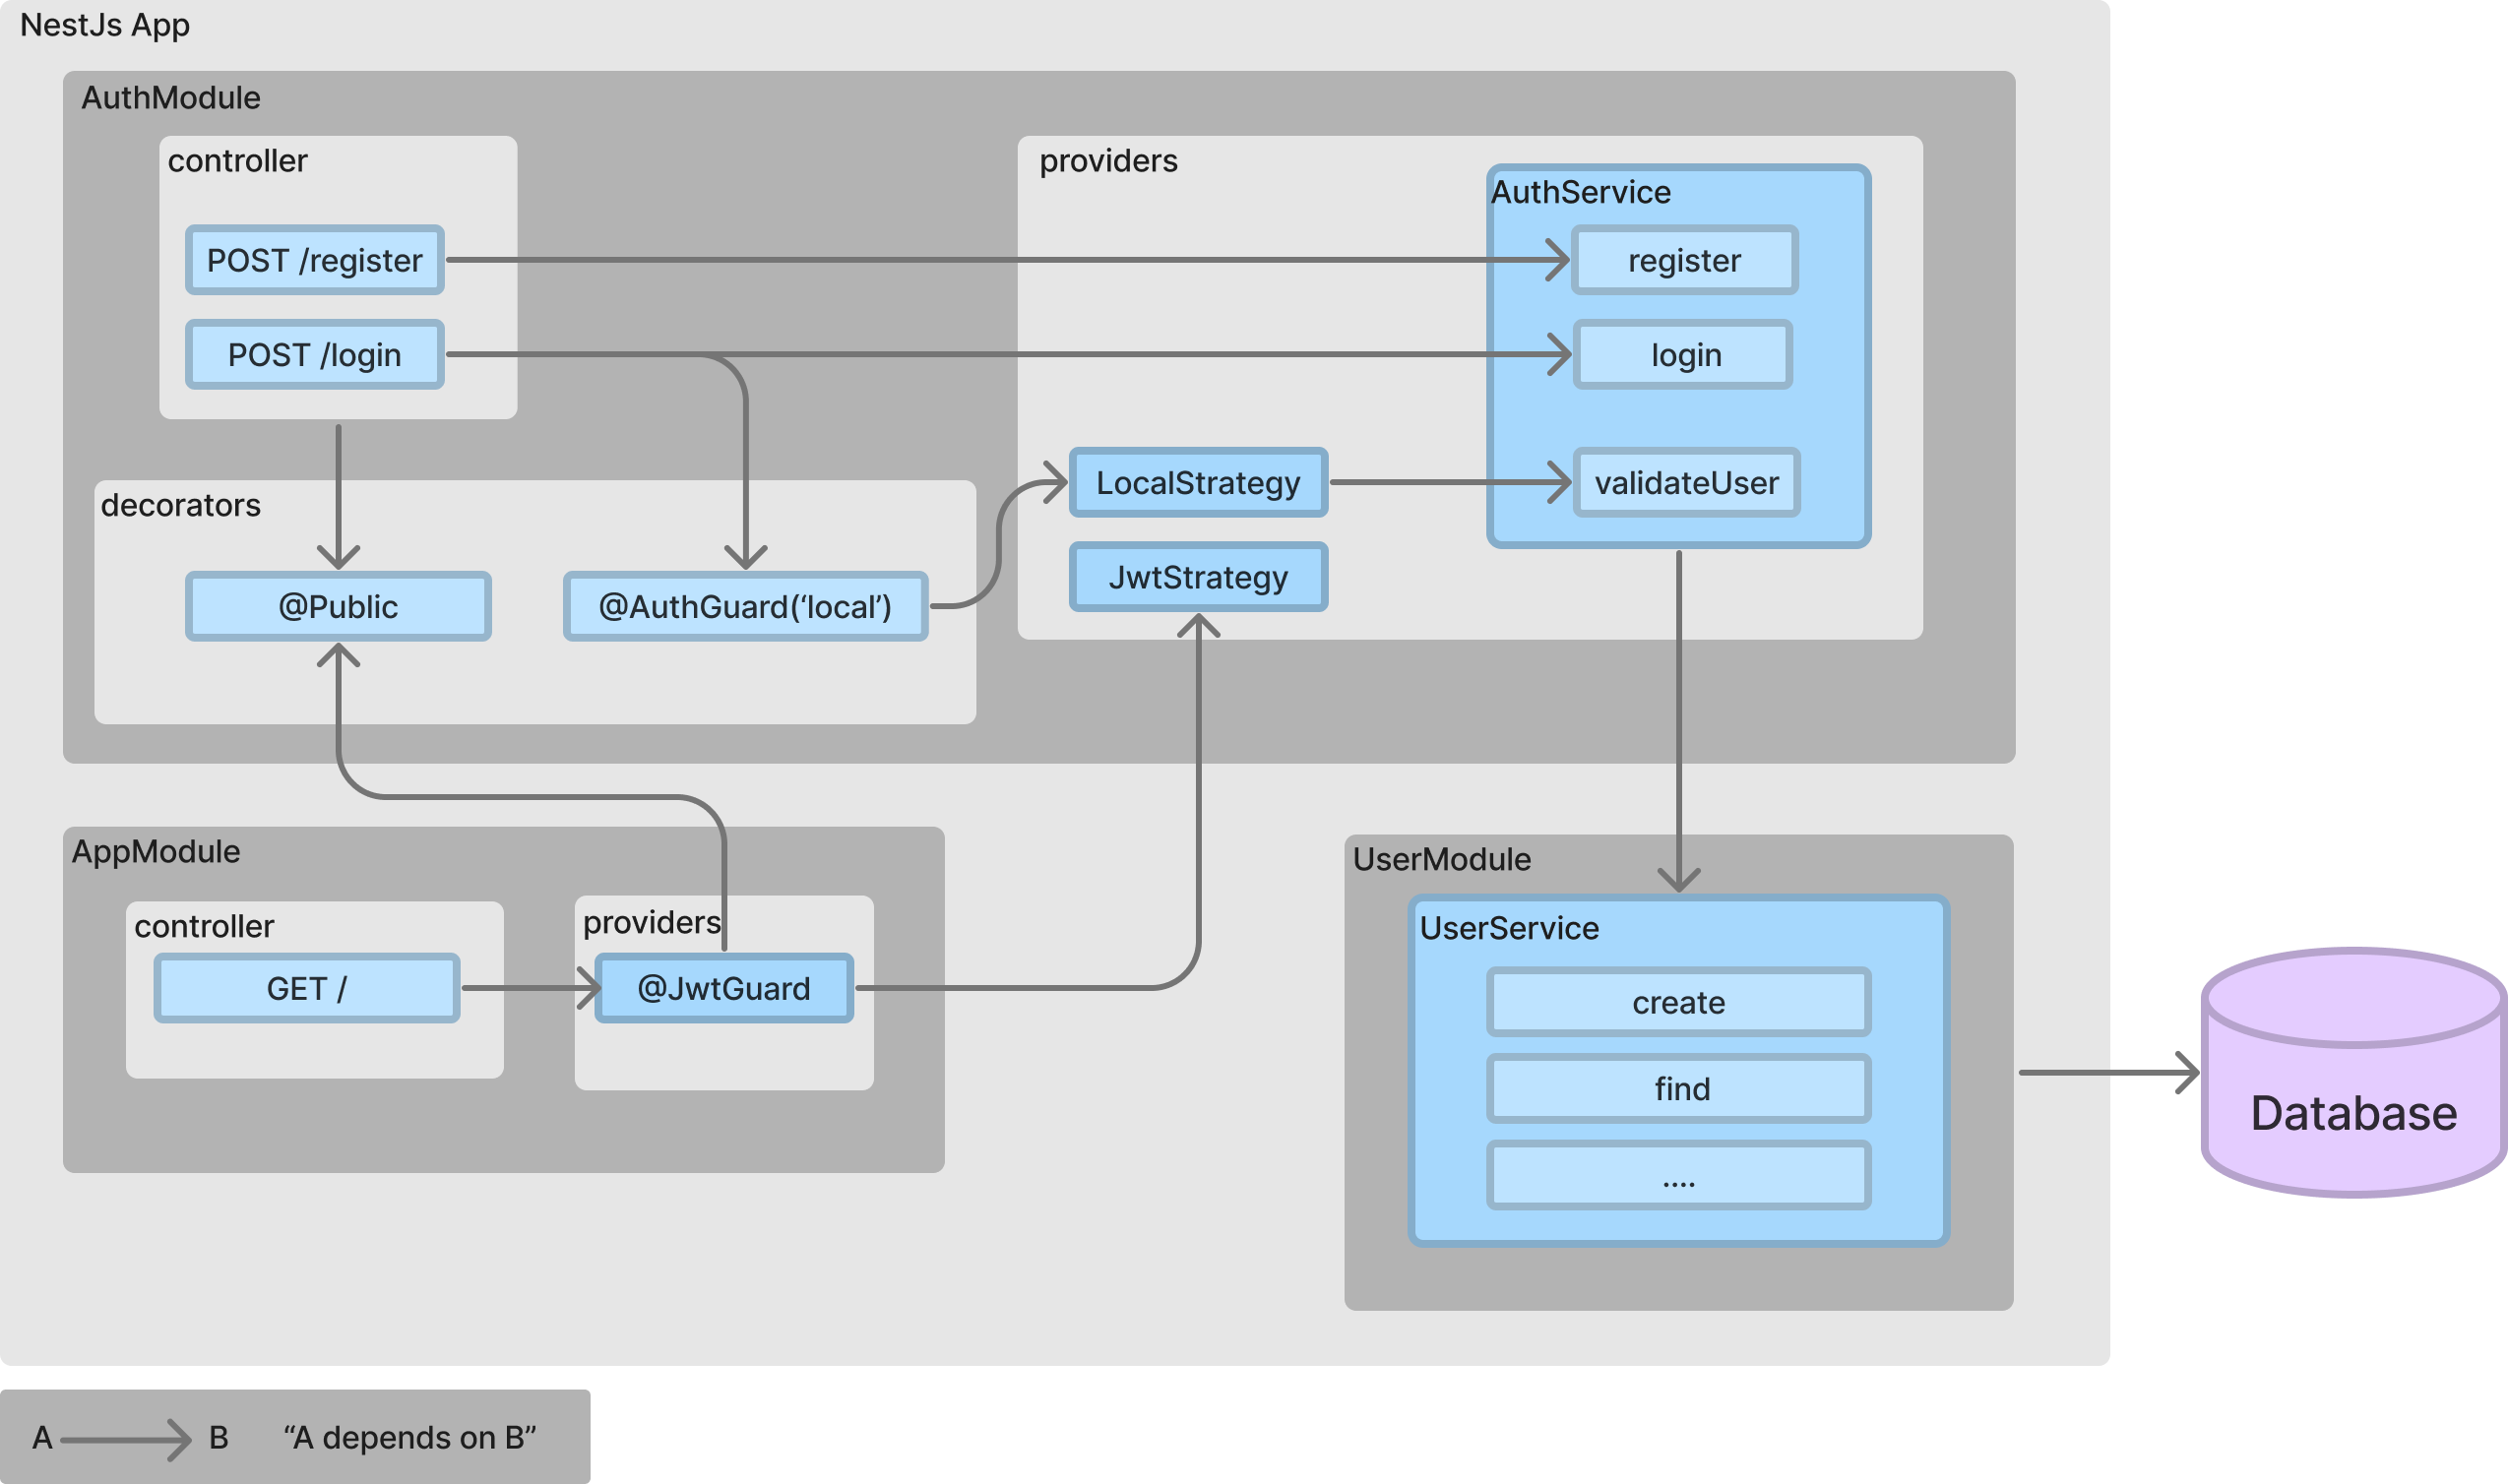 NestJs App
AuthModule
controller
POST /register
POST /login
providers
AuthService
register
login
validateUser
LocalStrategy
JwtStrategy
decorators
@Public
@AuthGuard(‘local’)
AppModule
controller
GET /
providers
@JwtGuard
UserModule
UserService
create
find
....
Database
A
B
“A depends on B”